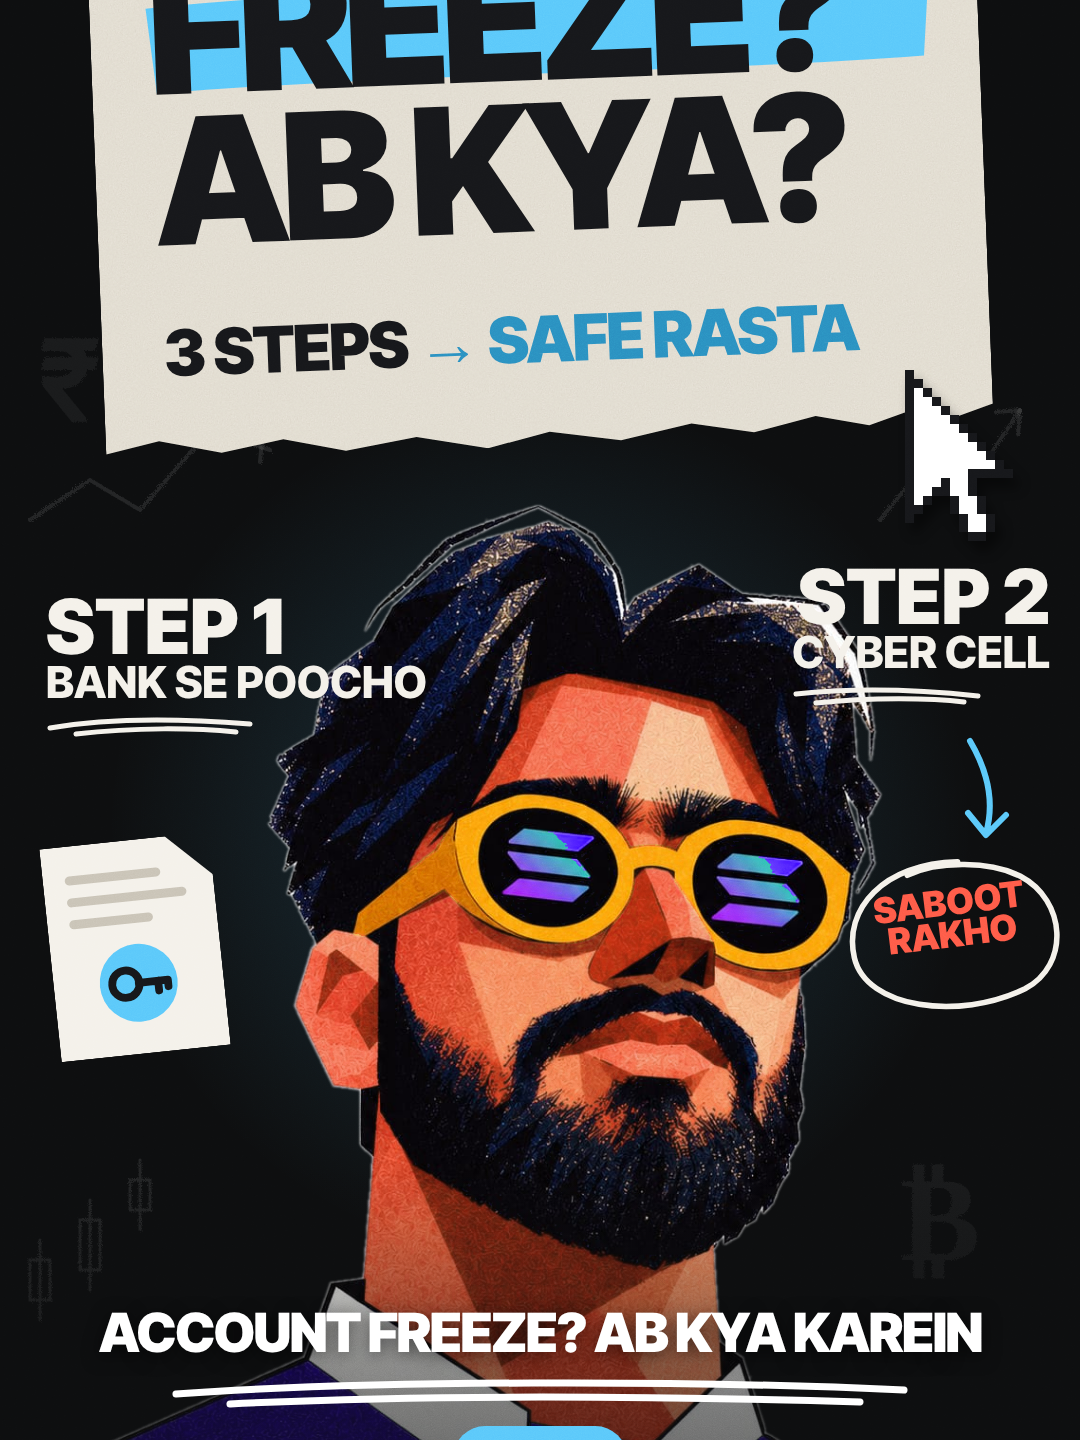 FREEZE?
AB KYA?
3 STEPS → SAFE RASTA
STEP 1
BANK SE POOCHO
STEP 2
CYBER CELL
SABOOT
RAKHO
ACCOUNT FREEZE? AB KYA KAREIN